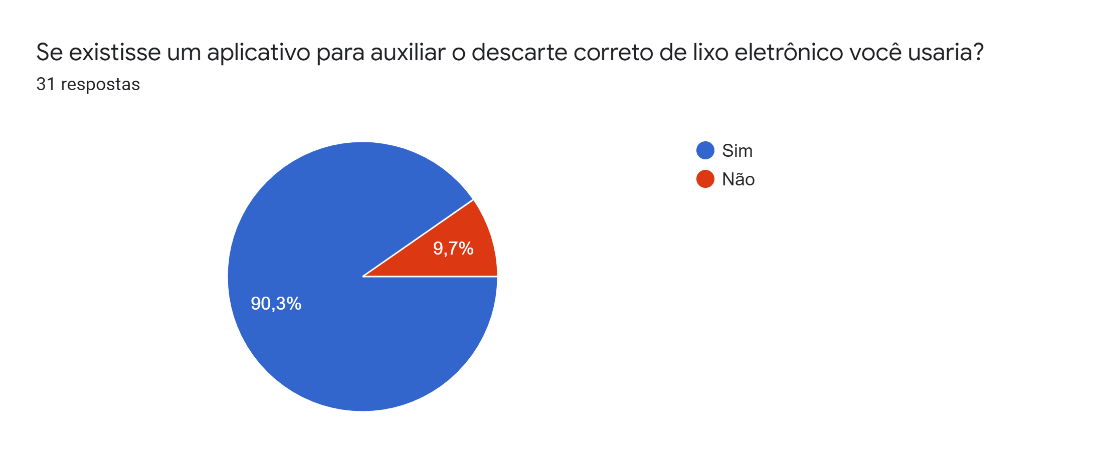 Se existisse um aplicativo para auxiliar o descarte correto de lixo eletrônico você usaria?
31 respostas
Sim
Não
9,7%
90,3%